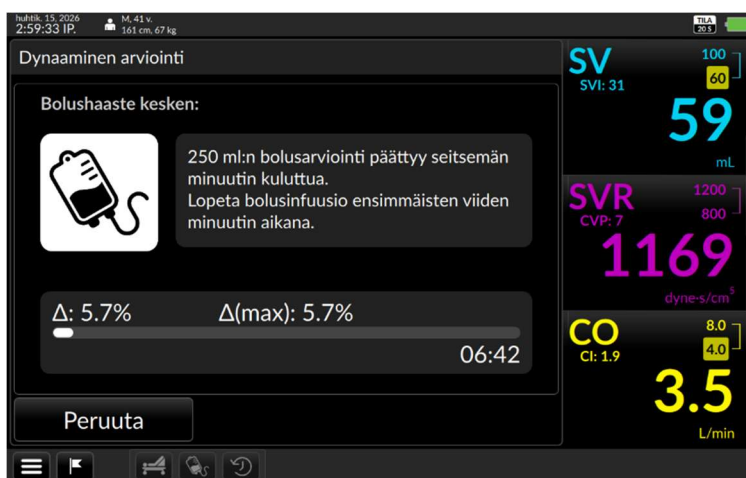 huhtik. 15, 2026
2:59:33 IP.
M, 41 v.
161 cm, 67 kg
TILA
20 S
Dynaaminen arviointi
Bolushaaste kesken:
250 ml:n bolusarviointi päättyy seitsemän
minuutin kuluttua.
Lopeta bolusinfuusio ensimmäisten viiden
minuutin aikana.
Δ: 5.7%
Δ(max): 5.7%
06:42
Peruuta
SV
SVI: 31
100
60
59
mL
SVR
CVP: 7
1200
800
1169
dyne-s/cm⁵
CO
CI: 1.9
8.0
4.0
3.5
L/min